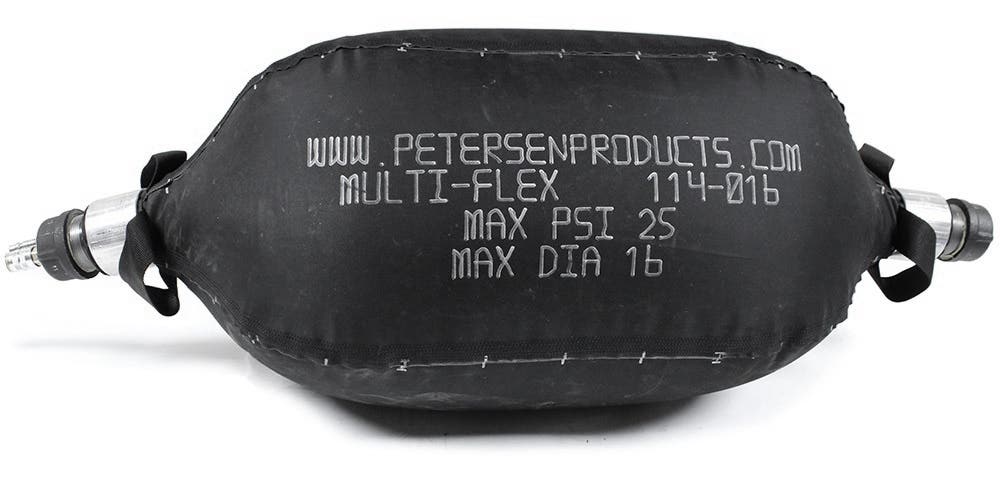 WWW.PETERSENPRODUCTS.COM
MULTI-FLEX 114-016
MAX PSI 25
MAX DIA 16